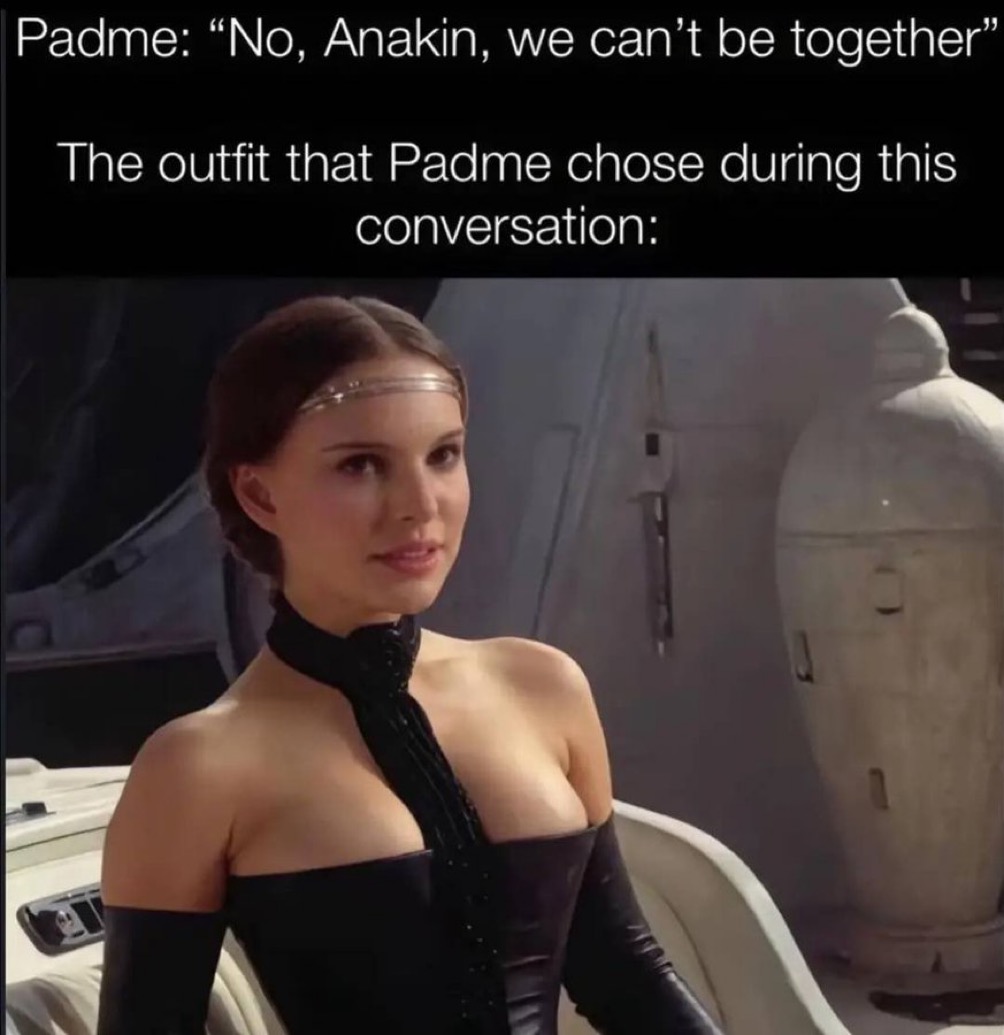 Padme: “No, Anakin, we can’t be together”
The outfit that Padme chose during this
conversation: